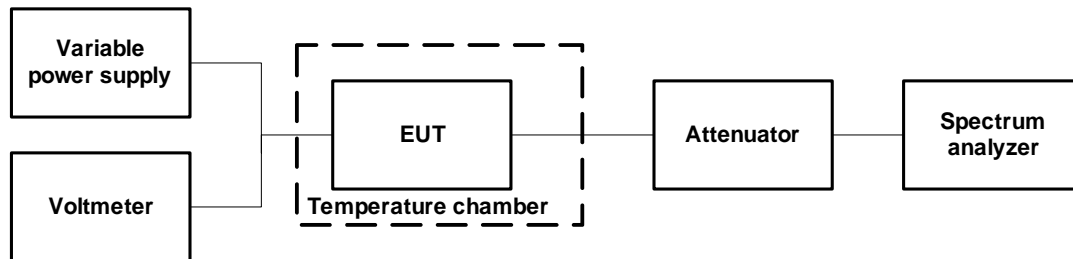 Variable
power supply
Voltmeter
EUT
Temperature chamber
Attenuator
Spectrum
analyzer